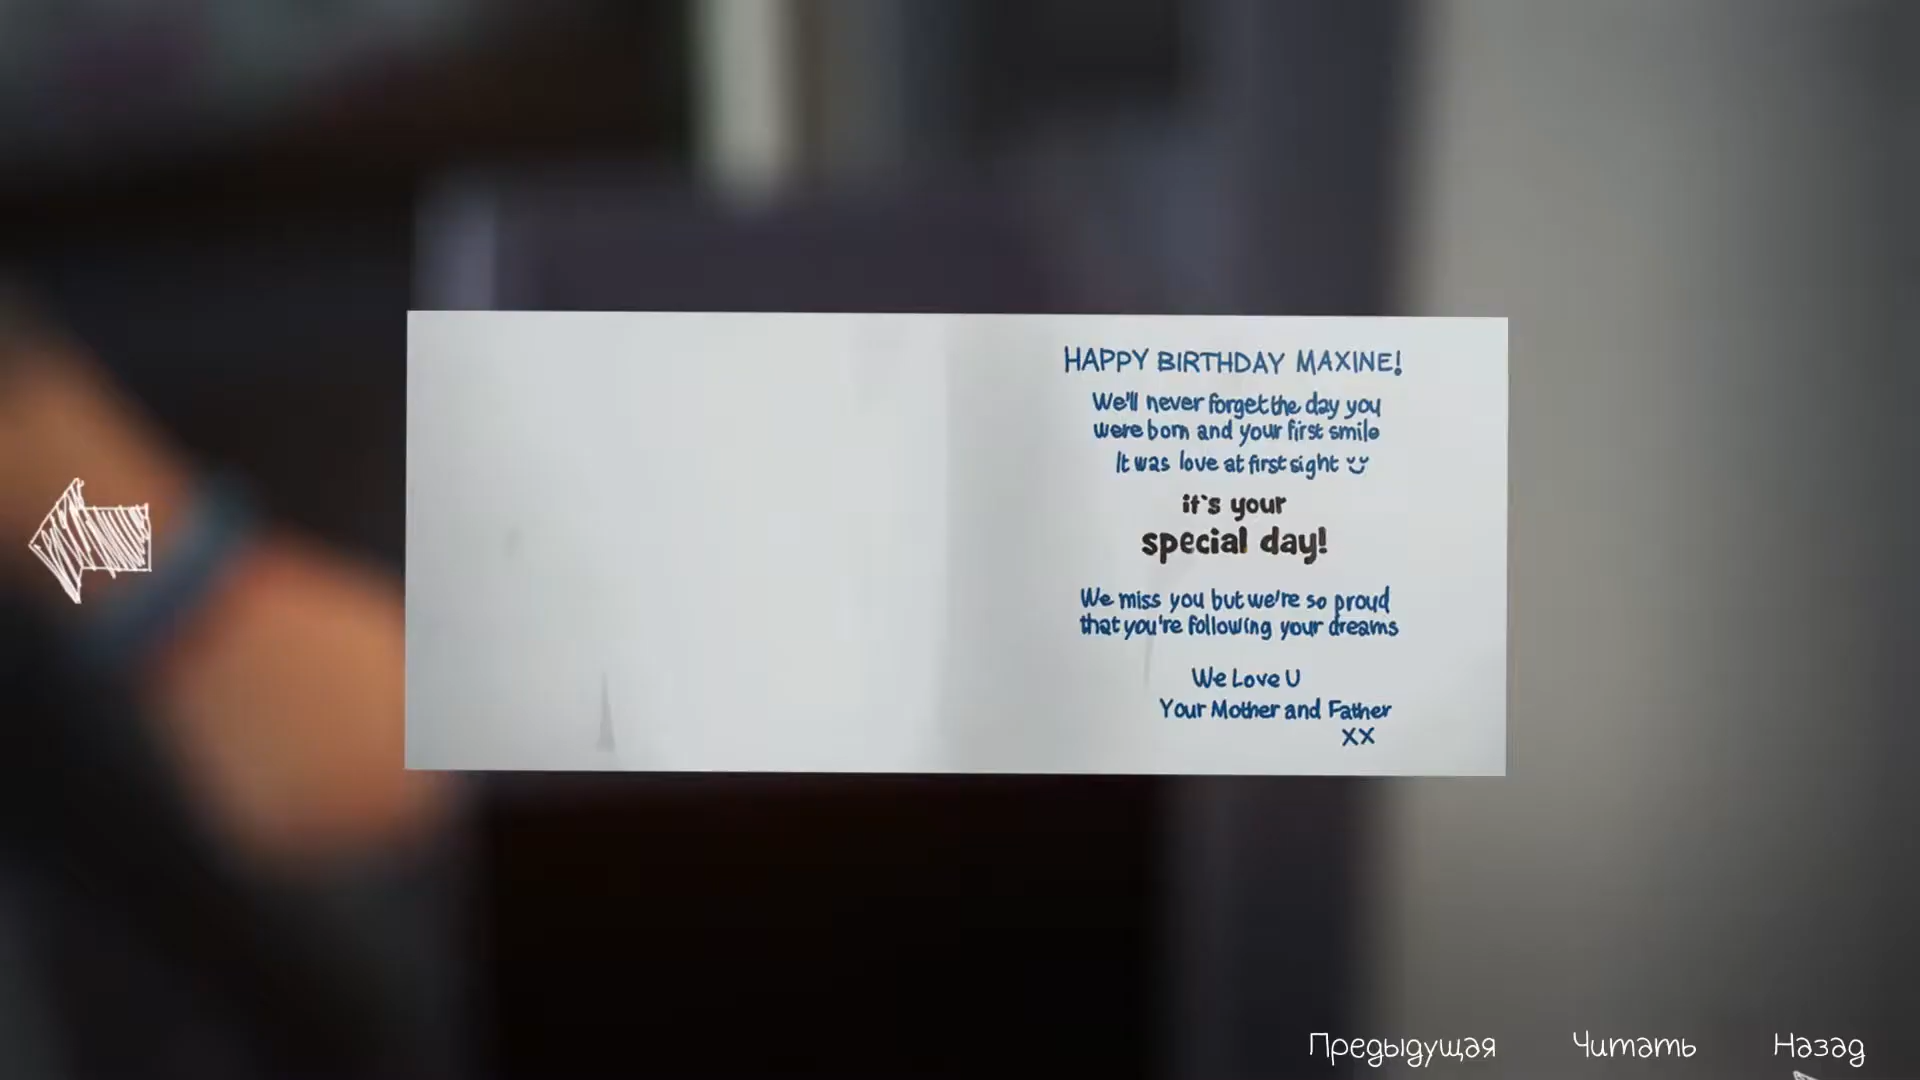 HAPPY BIRTHDAY MAXINE!
We'll never forget the day you
were born and your first smile
It was love at first sight
it's your
special day!
We miss you but we're so proud
that you're following your dreams
We Love U
Your Mother and Father
XX
Предыдущая Читать Назад